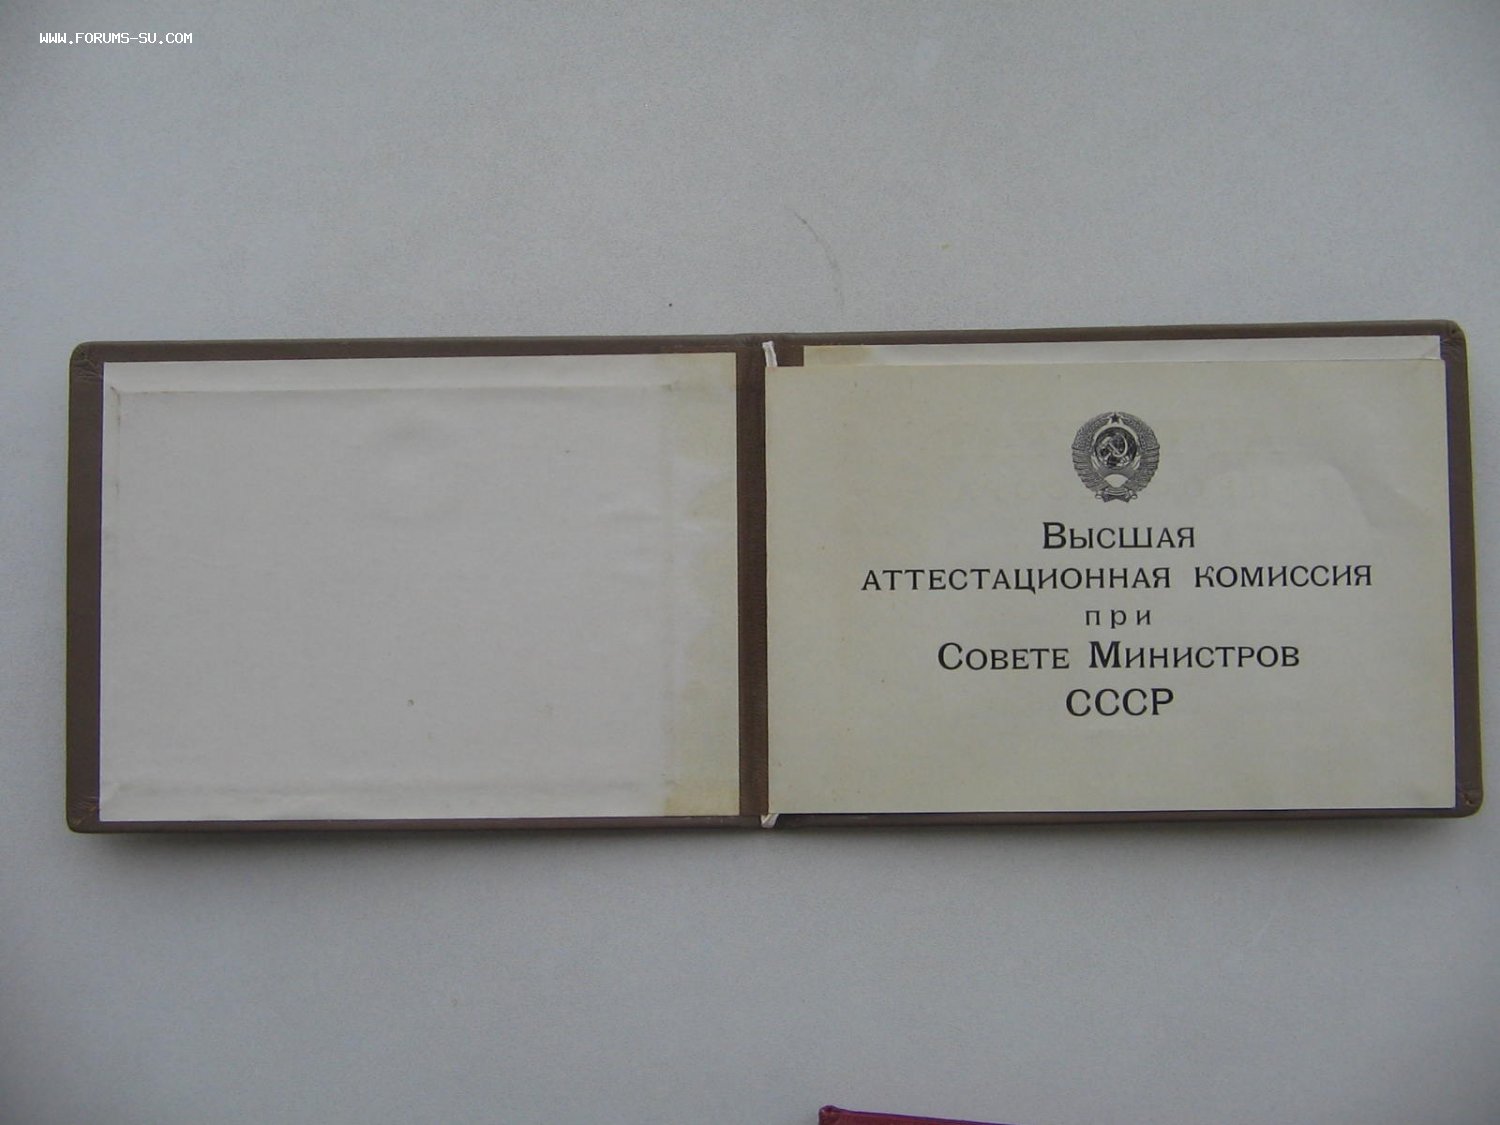 WWW.FORUMS-SU.COM
Высшая
аттестационная комиссия
при
Совете Министров
СССР